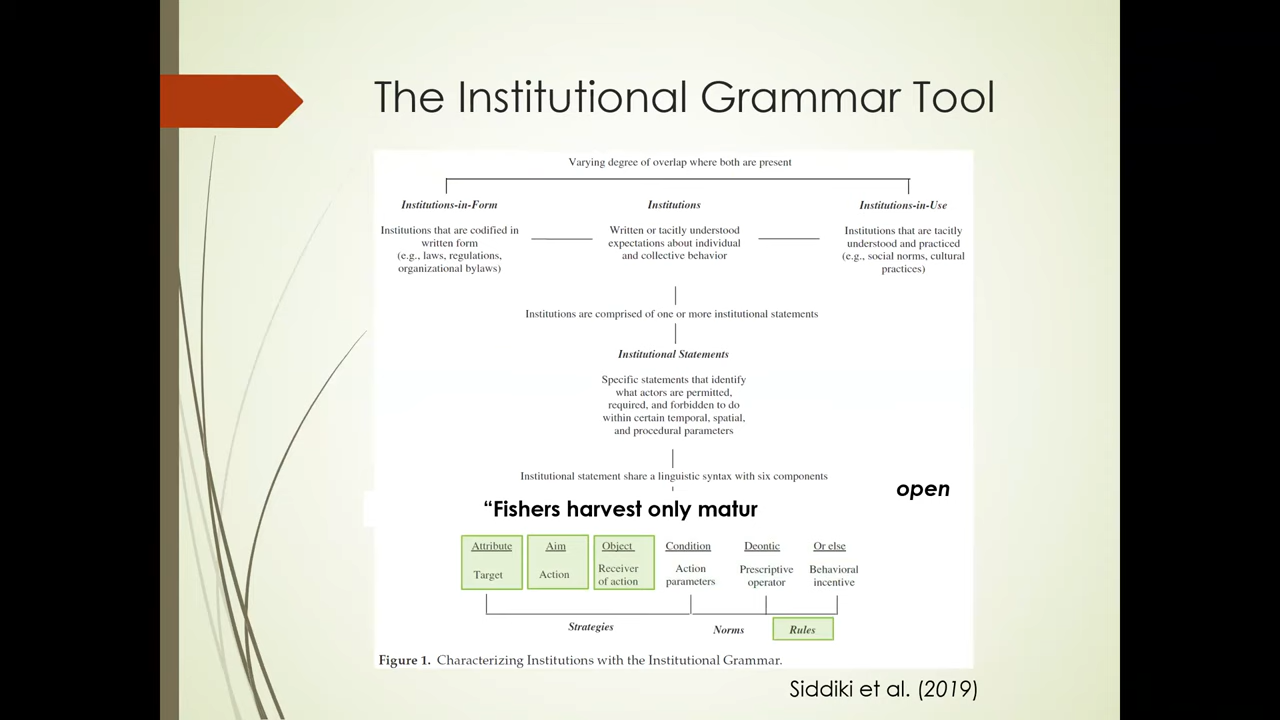 The Institutional Grammar Tool
Varying degree of overlap where both are present
Institutions-in-Form
Institutions that are codified in
written form
(e.g., laws, regulations,
organizational bylaws)
Institutions
Written or tacitly understood
expectations about individual
and collective behavior
Institutions-in-Use
Institutions that are tacitly
understood and practiced
(e.g., social norms, cultural
practices)
Institutions are comprised of one or more institutional statements
Institutional Statements
Specific statements that identify
what actors are permitted,
required, and forbidden to do
within certain temporal, spatial,
and procedural parameters
Institutional statement share a linguistic syntax with six components
open
“Fishers harvest only matur
Attribute
Target
Aim
Action
Object
Receiver
of action
Condition
Action
parameters
Deontic
Prescriptive
operator
Or else
Behavioral
incentive
Strategies
Norms
Rules
Figure 1. Characterizing Institutions with the Institutional Grammar.
Siddiki et al. (2019)